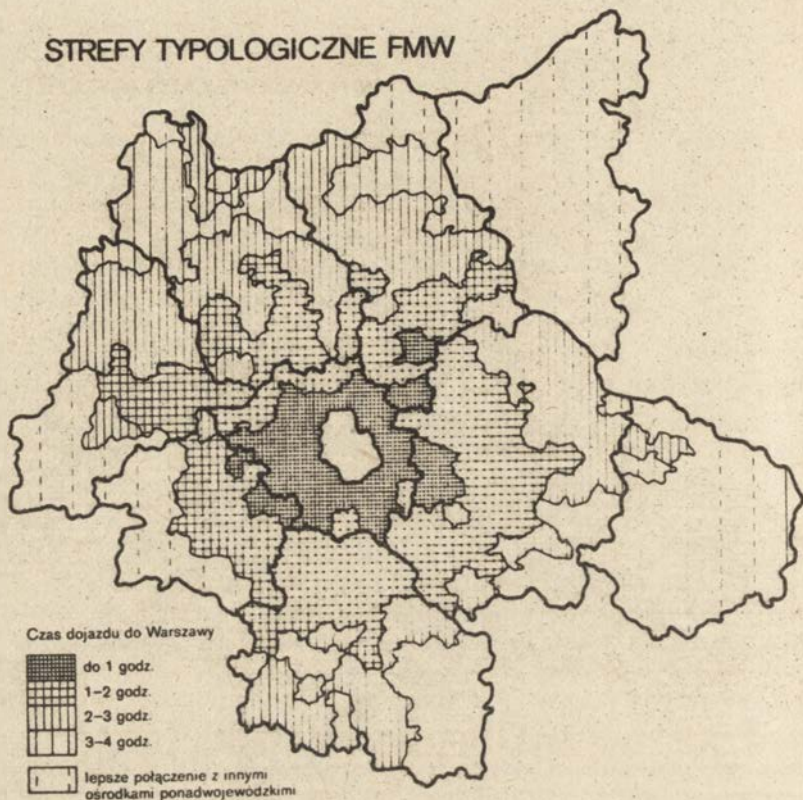 STREFY TYPOLOGICZNE FMW
Czas dojazdu do Warszawy
do 1 godz.
1–2 godz.
2–3 godz.
3–4 godz.
lepsze połączenie z innymi
ośrodkami ponadwojewódzkimi